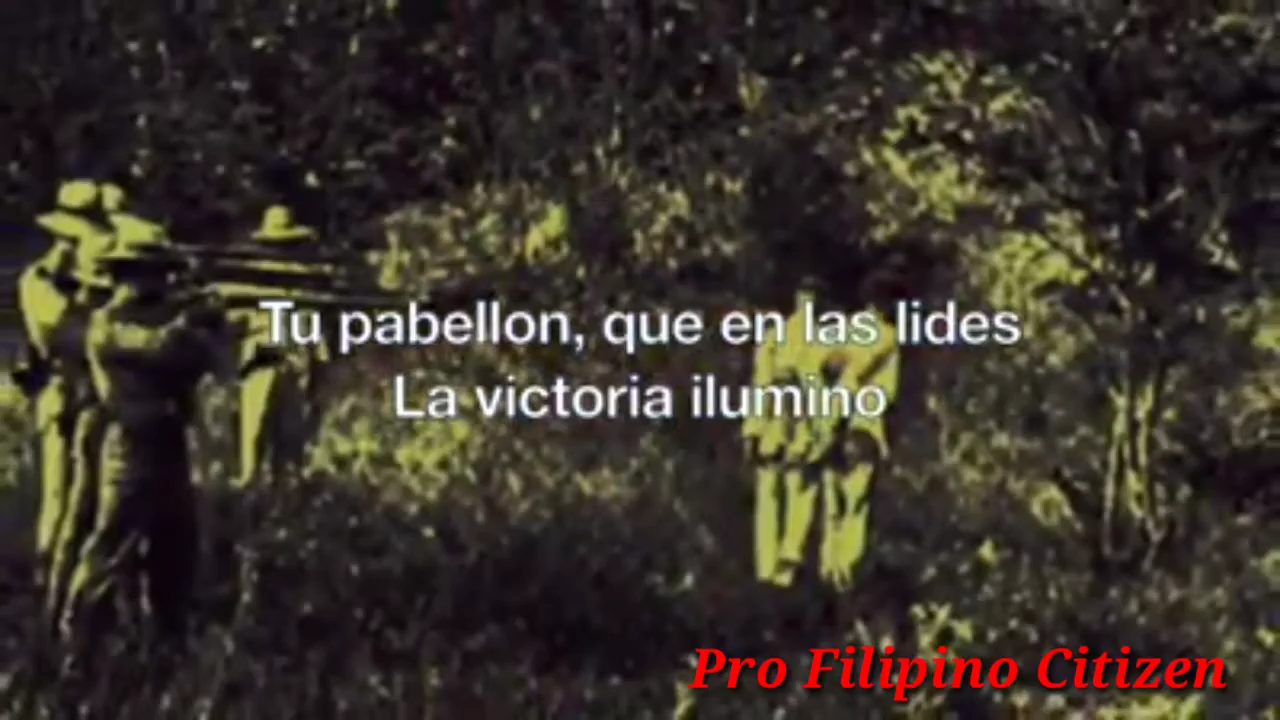 Tu pabellon, que en las lides
La victoria ilumino
Pro Filipino Citizen